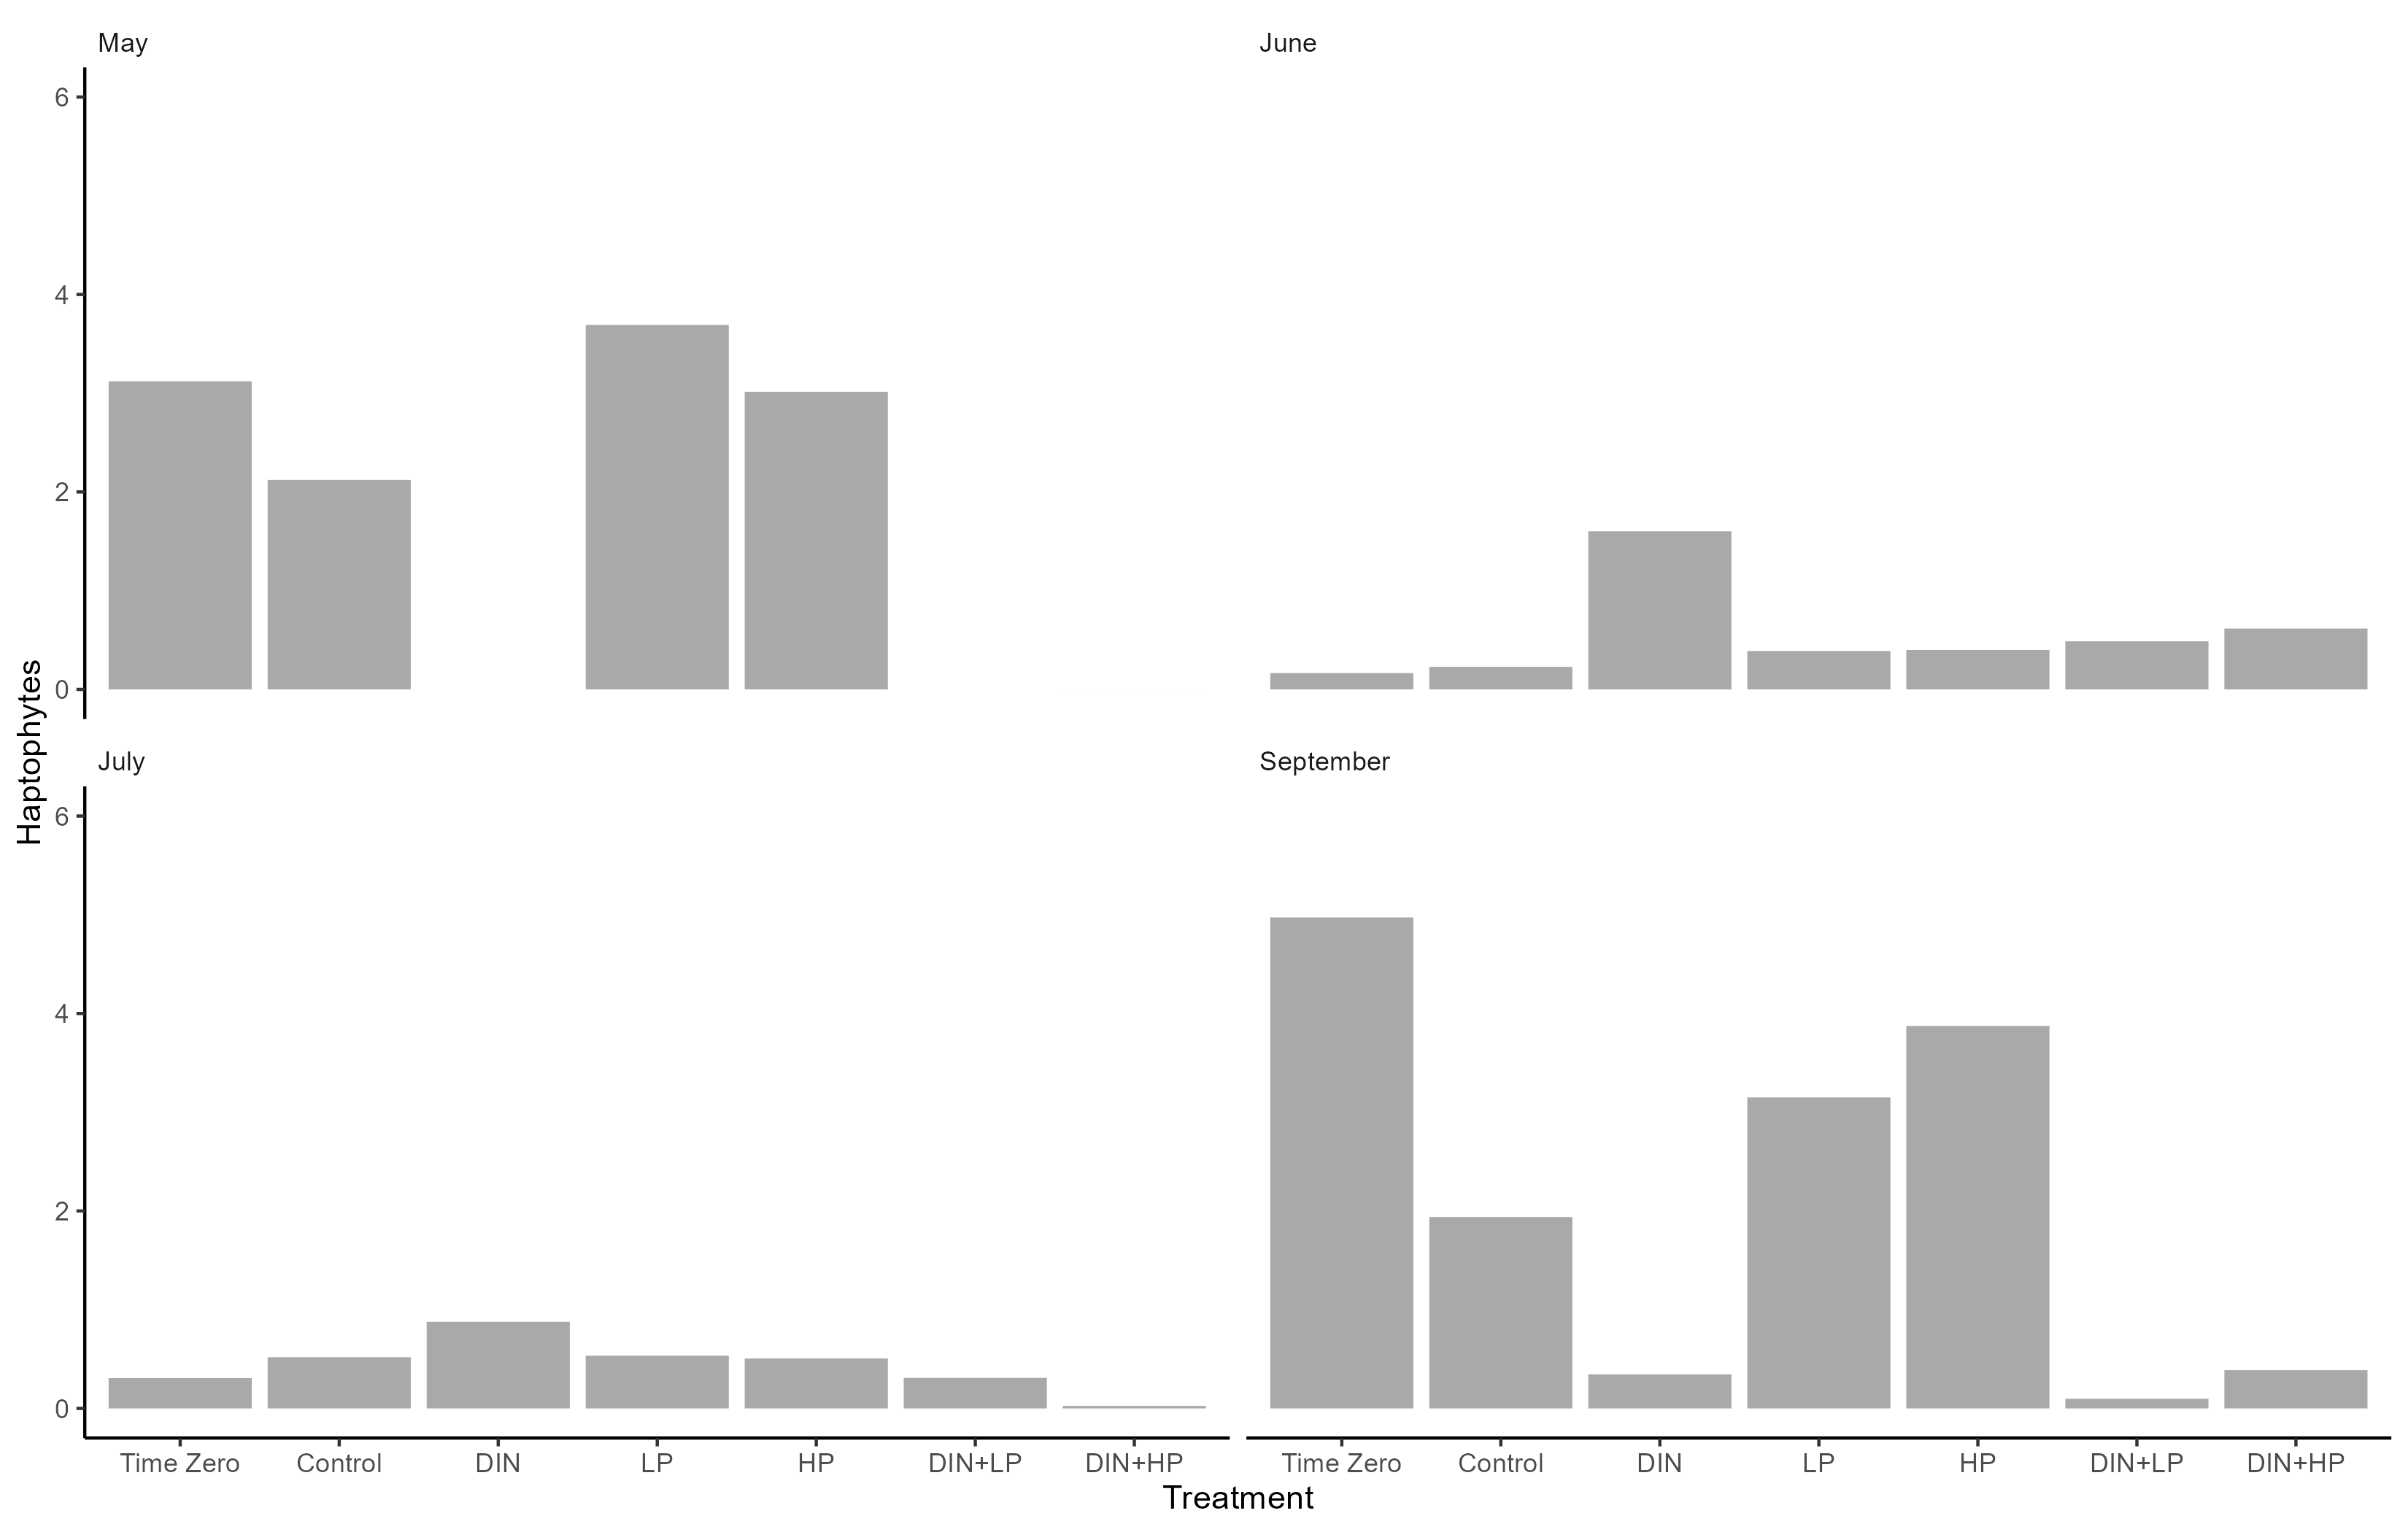 May
June
6
4
2
0
Haptophytes
July
September
6
4
2
0
Time Zero Control DIN LP HP DIN+LP DIN+HP
Time Zero Control DIN LP HP DIN+LP DIN+HP
Treatment